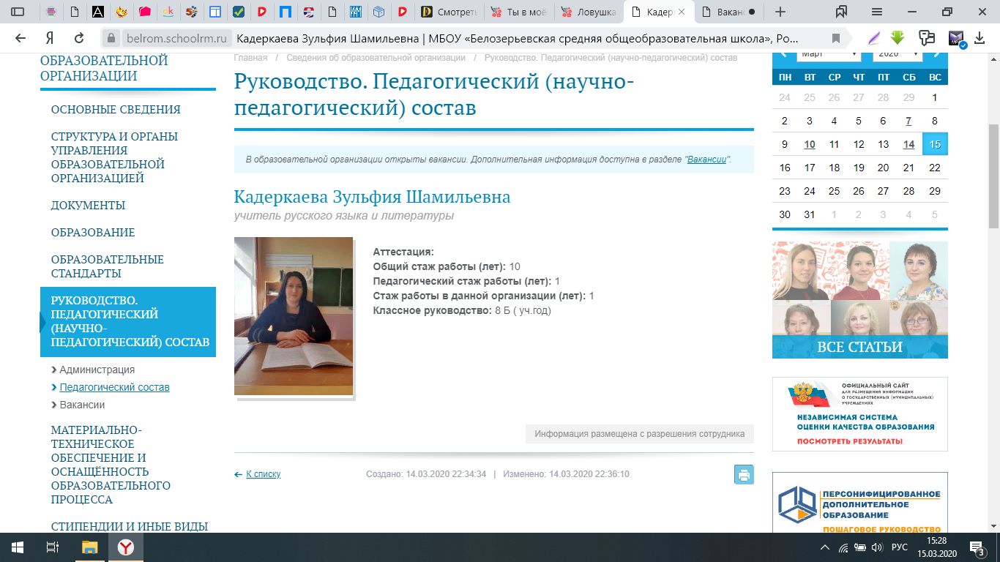 Смотреть
Ты в моё
Ловушка
Кадерк
Вакан
belrom.schoolrm.ru
Кадеркаева Зульфия Шамильевна | МБОУ «Белозерьевская средняя общеобразовательная школа», Ро...
ОБРАЗОВАТЕЛЬНОЙ
ОРГАНИЗАЦИИ
ОСНОВНЫЕ СВЕДЕНИЯ
СТРУКТУРА И ОРГАНЫ
УПРАВЛЕНИЯ
ОБРАЗОВАТЕЛЬНОЙ
ОРГАНИЗАЦИЕЙ
ДОКУМЕНТЫ
ОБРАЗОВАНИЕ
ОБРАЗОВАТЕЛЬНЫЕ
СТАНДАРТЫ
РУКОВОДСТВО.
ПЕДАГОГИЧЕСКИЙ
(НАУЧНО-
ПЕДАГОГИЧЕСКИЙ) СОСТАВ
Администрация
Педагогический состав
Вакансии
МАТЕРИАЛЬНО-
ТЕХНИЧЕСКОЕ
ОБЕСПЕЧЕНИЕ И
ОСНАЩЁННОСТЬ
ОБРАЗОВАТЕЛЬНОГО
ПРОЦЕССА
СТИПЕНДИИ И ИНЫЕ ВИДЫ
Главная / Сведения об образовательной организации / Руководство. Педагогический (научно-педагогический) состав
Руководство. Педагогический (научно-
педагогический) состав
В образовательной организации открыты вакансии. Дополнительная информация доступна в разделе "Вакансии".
Кадеркаева Зульфия Шамильевна
учитель русского языка и литературы
Аттестация:
Общий стаж работы (лет): 10
Педагогический стаж работы (лет): 1
Стаж работы в данной организации (лет): 1
Классное руководство: 8 Б ( уч.год)
Информация размещена с разрешения сотрудника
К списку
Создано: 14.03.2020 22:34:34 | Изменено: 14.03.2020 22:36:10
Март 2020
ПН ВТ СР ЧТ ПТ СБ ВС
24 25 26 27 28 29 1
2 3 4 5 6 7 8
9 10 11 12 13 14 15
16 17 18 19 20 21 22
23 24 25 26 27 28 29
30 31 1 2 3 4 5
ВСЕ СТАТЬИ
ОФИЦИАЛЬНЫЙ САЙТ
ДЛЯ РАЗМЕЩЕНИЯ ИНФОРМАЦИИ
О ГОСУДАРСТВЕННЫХ (МУНИЦИПАЛЬНЫХ)
УЧРЕЖДЕНИЯХ
НЕЗАВИСИМАЯ СИСТЕМА
ОЦЕНКИ КАЧЕСТВА ОБРАЗОВАНИЯ
ПОСМОТРЕТЬ РЕЗУЛЬТАТЫ
ПЕРСОНИФИЦИРОВАННОЕ
ДОПОЛНИТЕЛЬНОЕ
ОБРАЗОВАНИЕ
ПОШАГОВОЕ РУКОВОДСТВО
РУС
15:28
15.03.2020
3